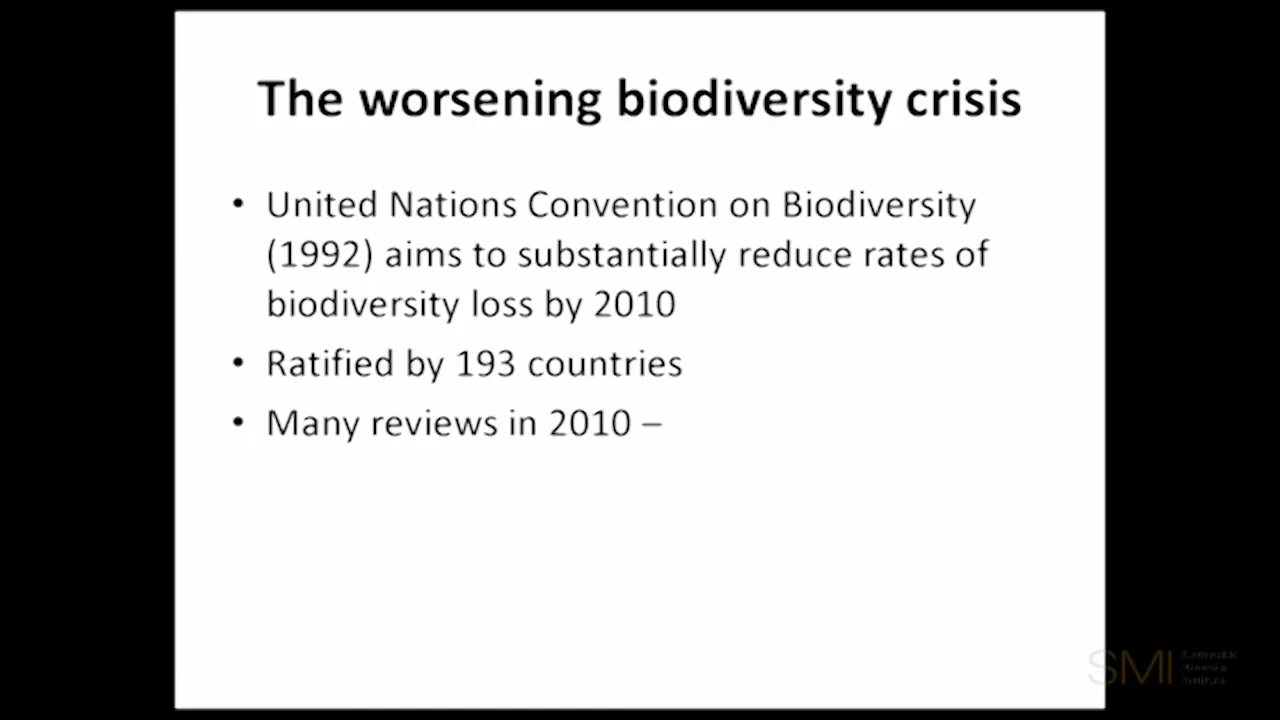 The worsening biodiversity crisis
• United Nations Convention on Biodiversity
(1992) aims to substantially reduce rates of
biodiversity loss by 2010
• Ratified by 193 countries
• Many reviews in 2010 –
SMI